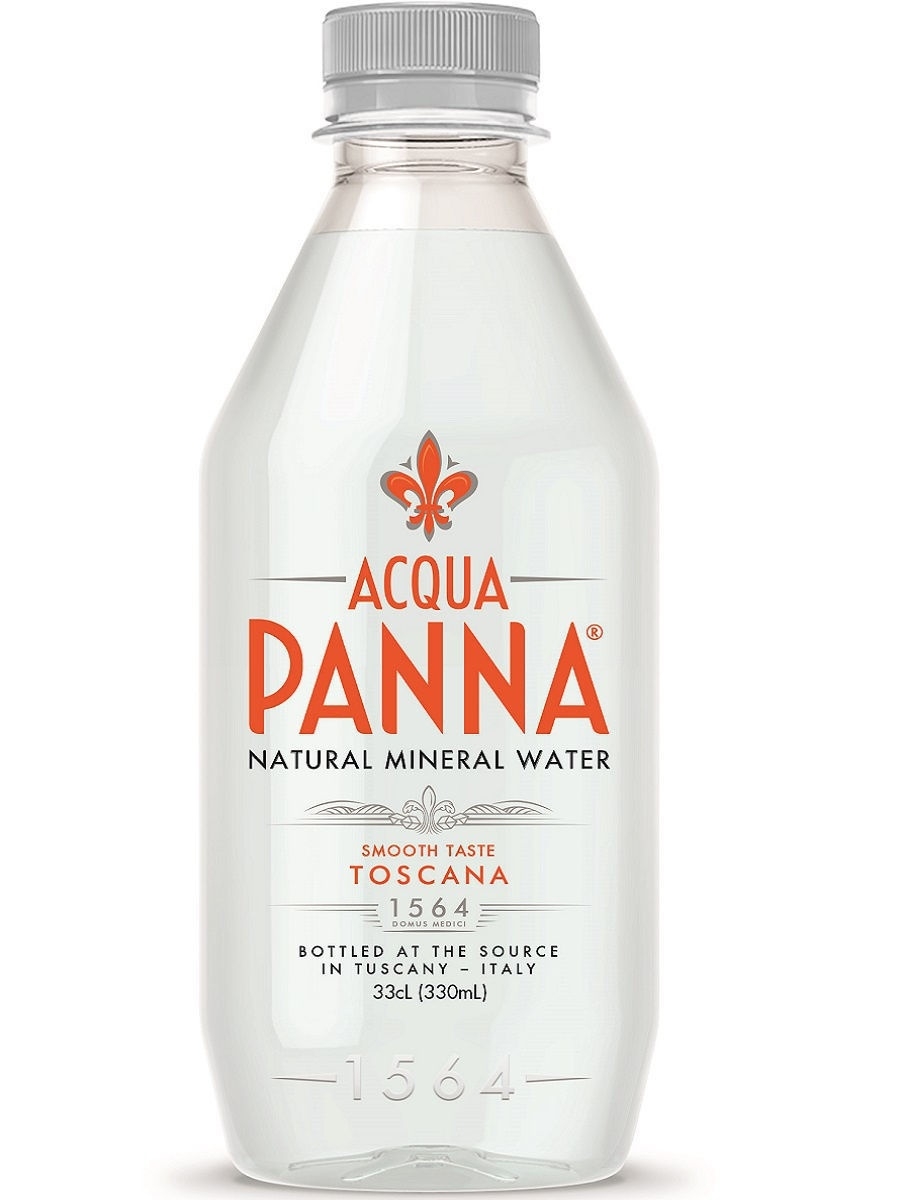 ACQUA
PANNA®
NATURAL MINERAL WATER
SMOOTH TASTE
TOSCANA
1564
DOMUS MEDICI
BOTTLED AT THE SOURCE
IN TUSCANY – ITALY
33cL (330mL)
1564